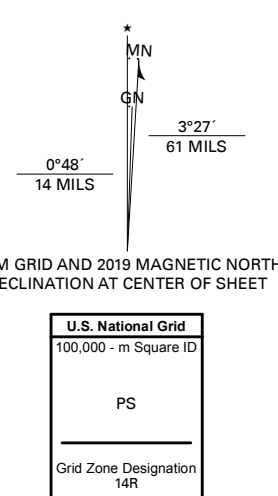 MN
GN
3°27´
61 MILS
0°48´
14 MILS
M GRID AND 2019 MAGNETIC NORTH
ECLINATION AT CENTER OF SHEET
U.S. National Grid
100,000 - m Square ID
PS
Grid Zone Designation
14R